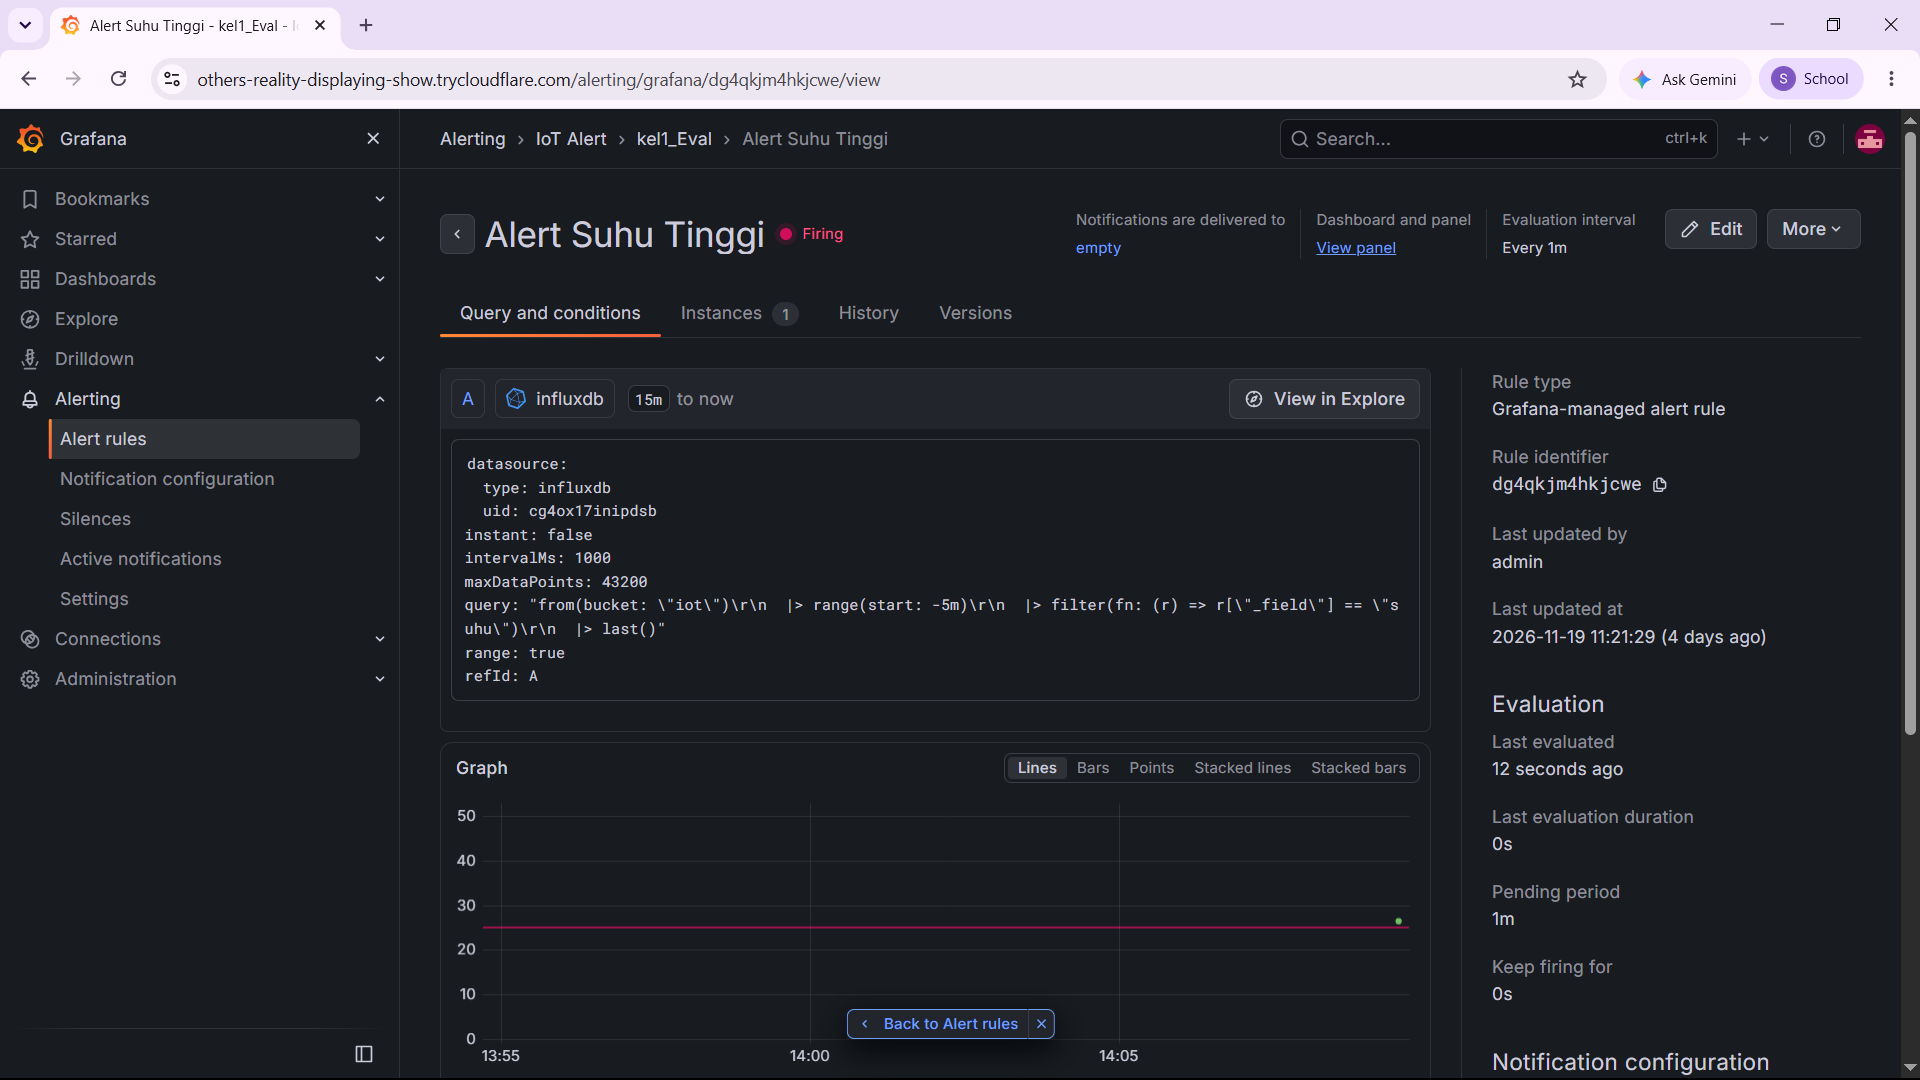 Alert Suhu Tinggi - kel1_Eval -
others-reality-displaying-show.trycloudflare.com/alerting/grafana/dg4qkjm4hkjcwe/view
Ask Gemini
S School
Grafana
Alerting › IoT Alert › kel1_Eval › Alert Suhu Tinggi
Search... ctrl+k
Bookmarks
Starred
Dashboards
Explore
Drilldown
Alerting
Alert rules
Notification configuration
Silences
Active notifications
Settings
Connections
Administration
Alert Suhu Tinggi Firing
Notifications are delivered to
empty
Dashboard and panel
View panel
Evaluation interval
Every 1m
Edit
More
Query and conditions
Instances 1
History
Versions
A influxdb 15m to now
View in Explore
datasource:
type: influxdb
uid: cg4ox17inipdsb
instant: false
intervalMs: 1000
maxDataPoints: 43200
query: "from(bucket: \"iot\")\r\n  |> range(start: -5m)\r\n  |> filter(fn: (r) => r[\"_field\"] == \"s
uhu\")\r\n  |> last()"
range: true
refId: A
Graph
Lines Bars Points Stacked lines Stacked bars
50
40
30
20
10
0
13:55 14:00 14:05
Back to Alert rules
Rule type
Grafana-managed alert rule
Rule identifier
dg4qkjm4hkjcwe
Last updated by
admin
Last updated at
2026-11-19 11:21:29 (4 days ago)
Evaluation
Last evaluated
12 seconds ago
Last evaluation duration
0s
Pending period
1m
Keep firing for
0s
Notification configuration